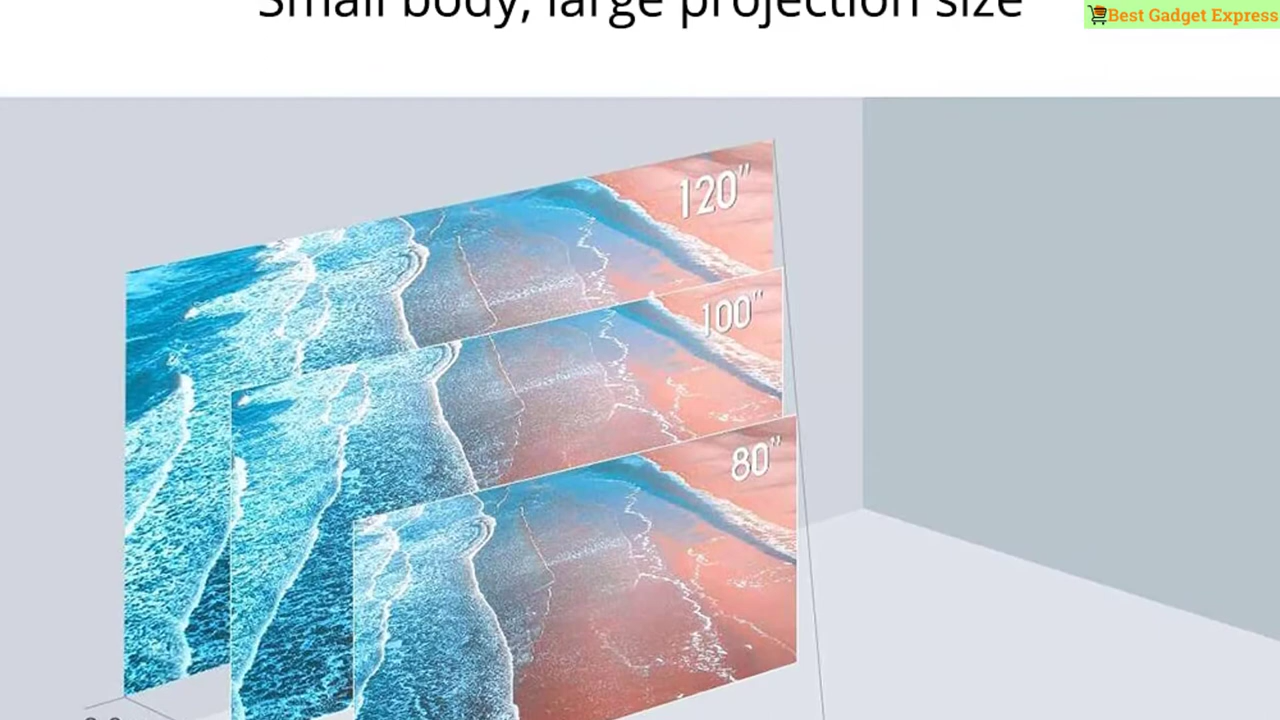 Small body, large projection size
Best Gadget Express
120"
100"
80"